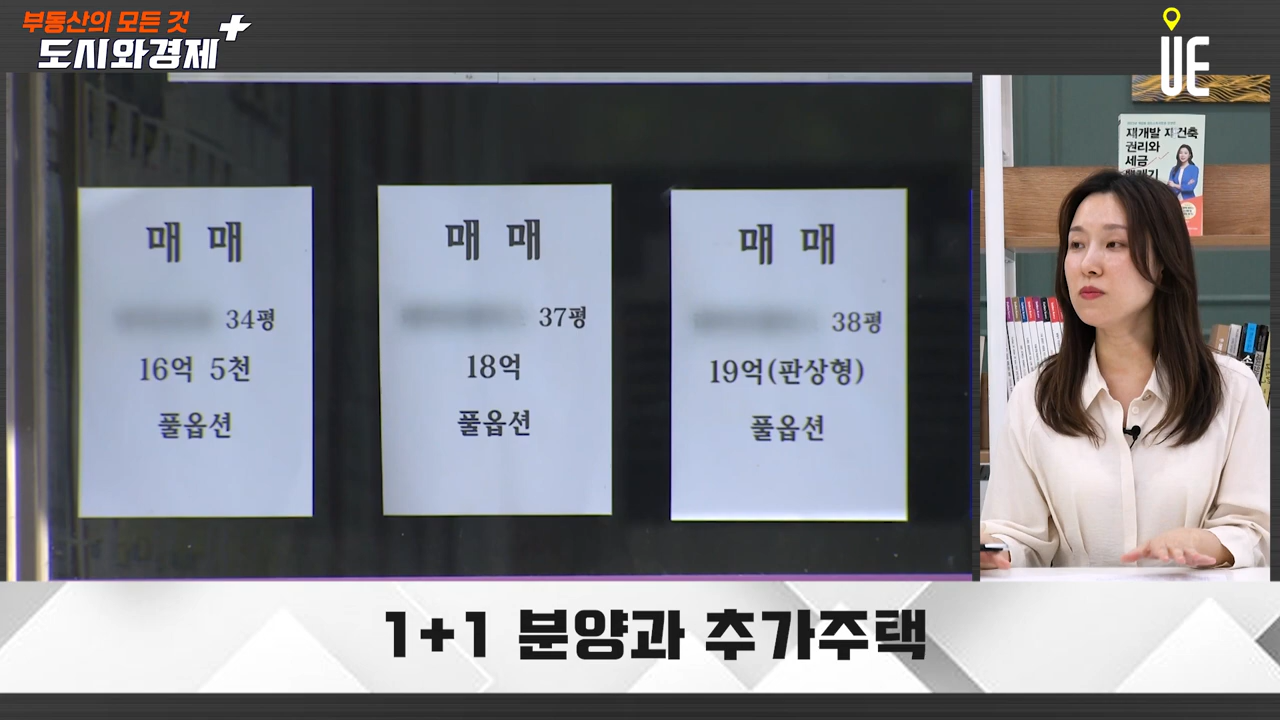 부동산의 모든 것
도시와경제+
UE
매 매
34평
16억 5천
풀옵션
매 매
37평
18억
풀옵션
매 매
38평
19억(판상형)
풀옵션
재개발 재건축
권리와
세금
1+1 분양과 추가주택